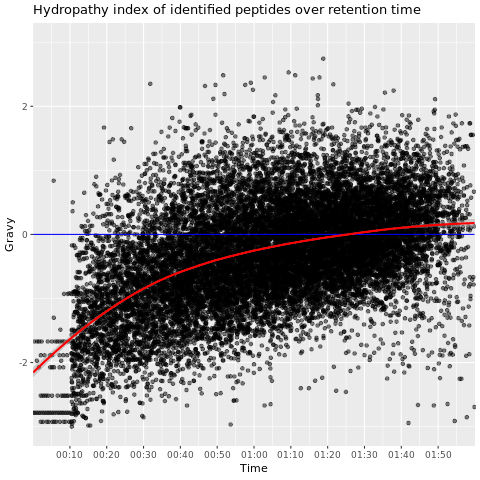 Hydropathy index of identified peptides over retention time
Gravy
2
0
-2
00:10 00:20 00:30 00:40 00:50 01:00 01:10 01:20 01:30 01:40 01:50
Time